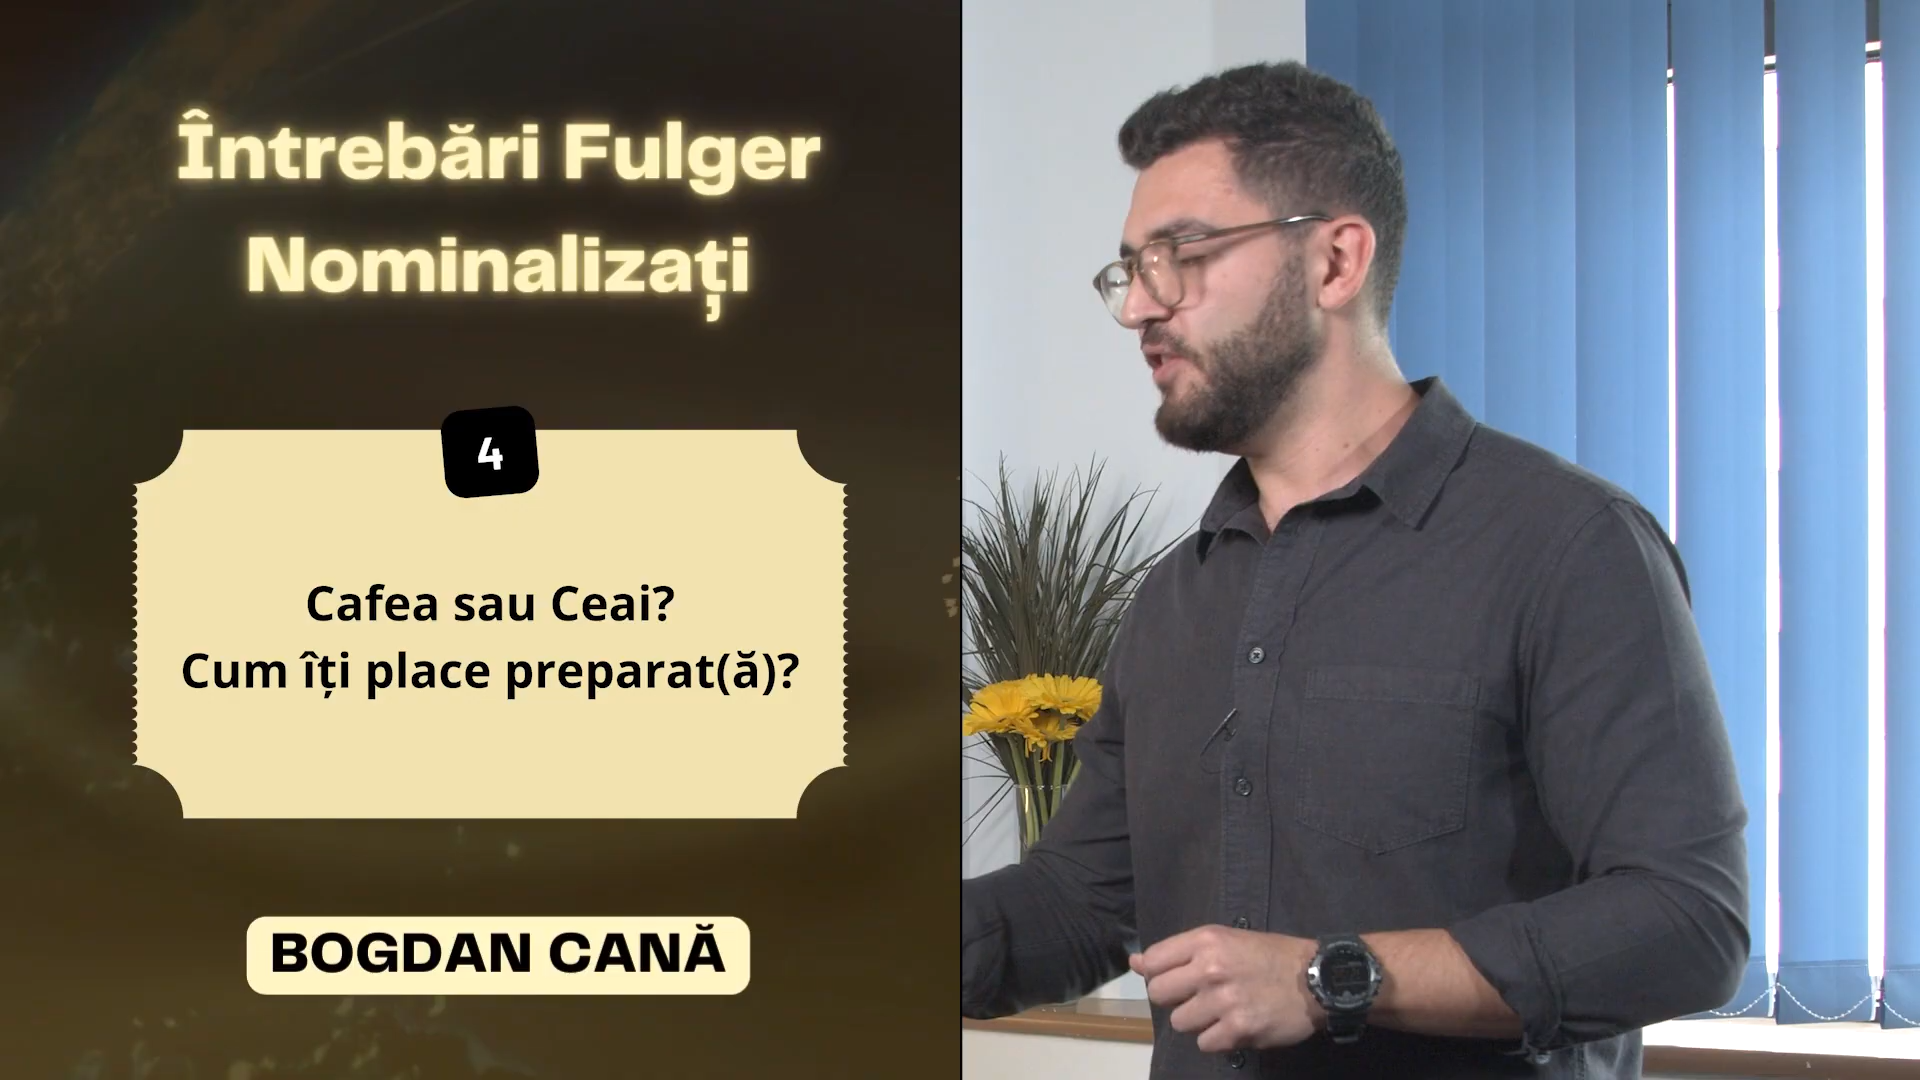 Întrebări Fulger
Nominalizați
4
Cafea sau Ceai?
Cum îți place preparat(ă)?
BOGDAN CANĂ